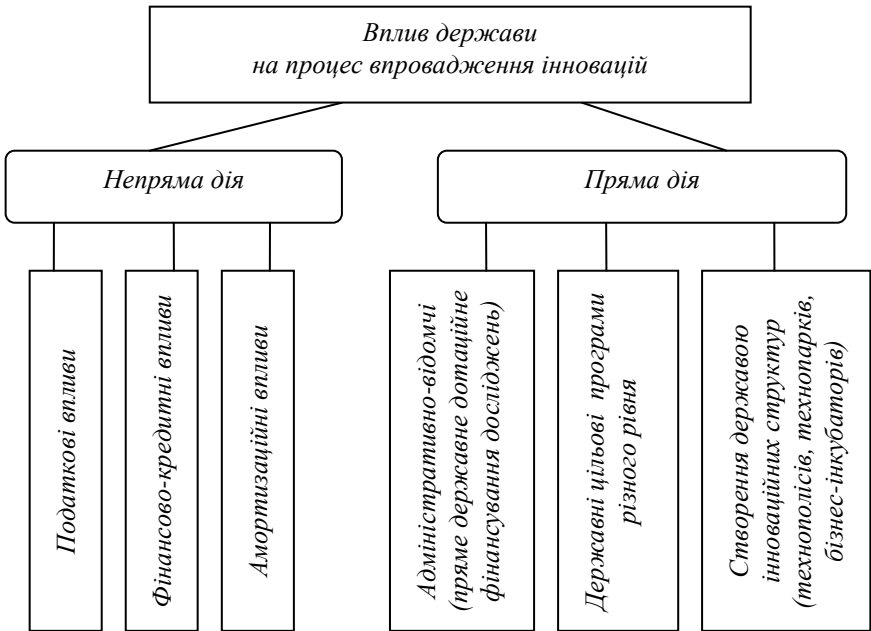 Вплив держави
на процес впровадження інновацій
Непряма дія
Пряма дія
Податкові впливи
Фінансово-кредитні впливи
Амортизаційні впливи
Адміністративно-відомчі
(пряме державне дотаційне
фінансування досліджень)
Державні цільові програми
різного рівня
Створення державою
інноваційних структур
(технополісів, технопарків,
бізнес-інкубаторів)